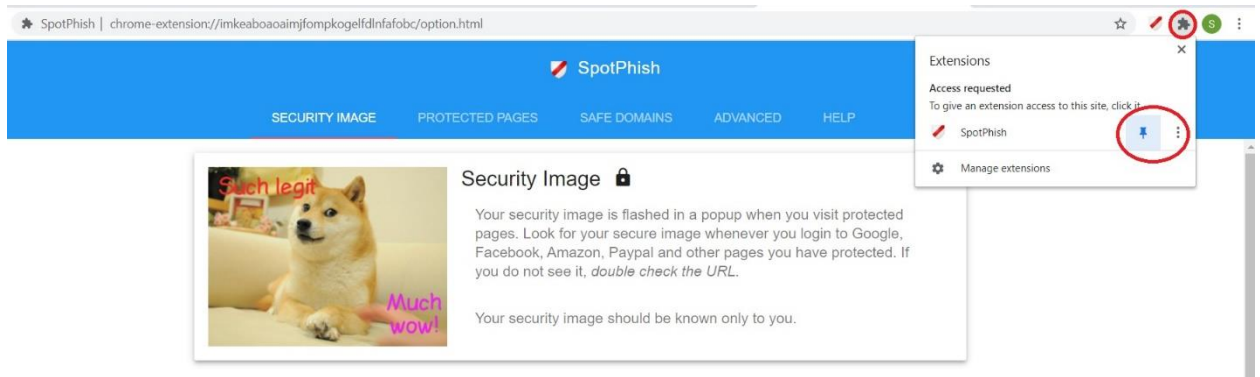 SpotPhish | chrome-extension://imkeaboaoaimjfompkogelfdlnfafobc/option.html
S
SpotPhish
SECURITY IMAGE PROTECTED PAGES SAFE DOMAINS ADVANCED HELP
Extensions
Access requested
To give an extension access to this site, click it.
SpotPhish
Manage extensions
Such legit
Much
wow!
Security Image
Your security image is flashed in a popup when you visit protected
pages. Look for your secure image whenever you login to Google,
Facebook, Amazon, Paypal and other pages you have protected. If
you do not see it, double check the URL.
Your security image should be known only to you.